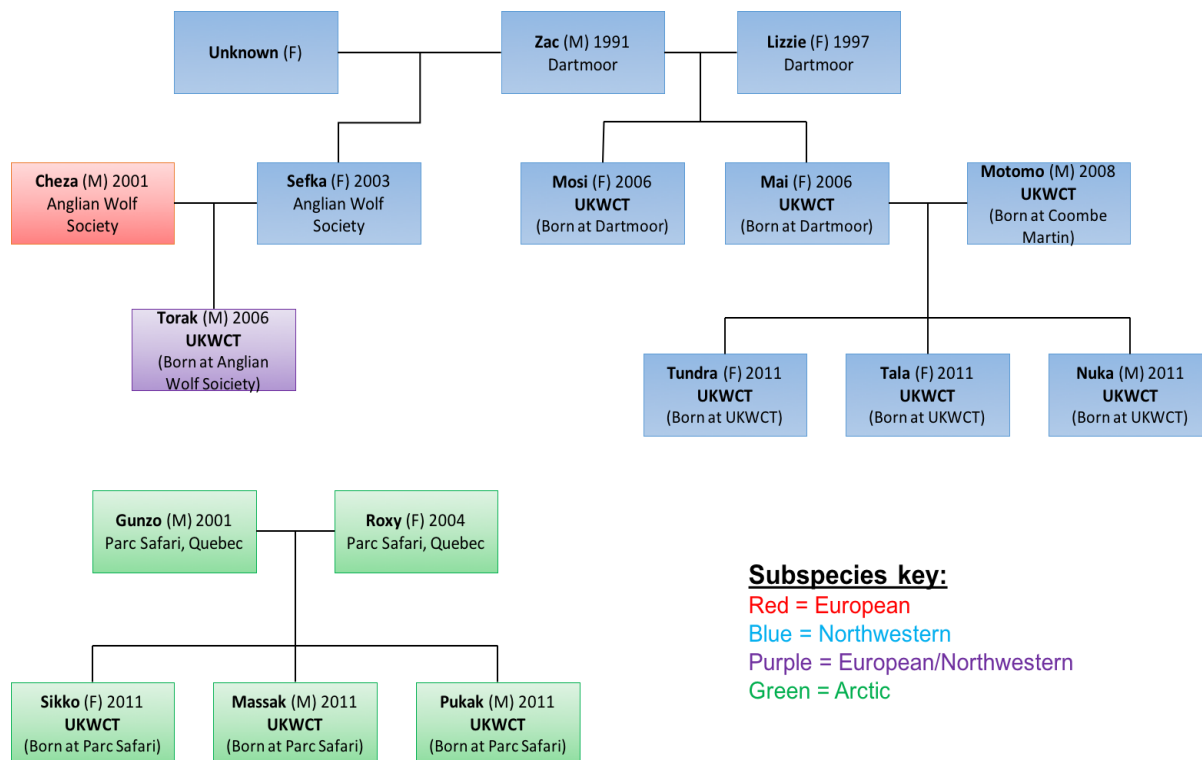 Unknown (F)
Zac (M) 1991
Dartmoor
Lizzie (F) 1997
Dartmoor
Cheza (M) 2001
Anglian Wolf
Society
Sefka (F) 2003
Anglian Wolf
Society
Mosi (F) 2006
UKWCT
(Born at Dartmoor)
Mai (F) 2006
UKWCT
(Born at Dartmoor)
Motomo (M) 2008
UKWCT
(Born at Coombe
Martin)
Torak (M) 2006
UKWCT
(Born at Anglian
Wolf Soiciety)
Tundra (F) 2011
UKWCT
(Born at UKWCT)
Tala (F) 2011
UKWCT
(Born at UKWCT)
Nuka (M) 2011
UKWCT
(Born at UKWCT)
Gunzo (M) 2001
Parc Safari, Quebec
Roxy (F) 2004
Parc Safari, Quebec
Sikko (F) 2011
UKWCT
(Born at Parc Safari)
Massak (M) 2011
UKWCT
(Born at Parc Safari)
Pukak (M) 2011
UKWCT
(Born at Parc Safari)
Subspecies key:
Red = European
Blue = Northwestern
Purple = European/Northwestern
Green = Arctic